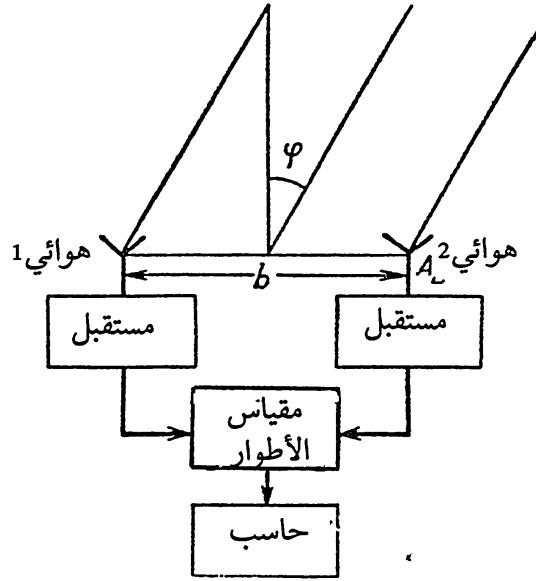 φ
هوائي1
هوائي2
A
b
مستقبل
مستقبل
مقياس
الأطوار
حاسب